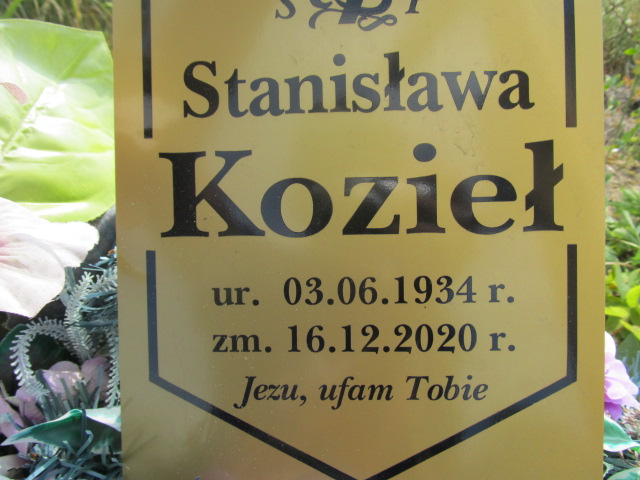 Stanisława
Kozieł
ur. 03.06.1934 r.
zm. 16.12.2020 r.
Jezu, ufam Tobie